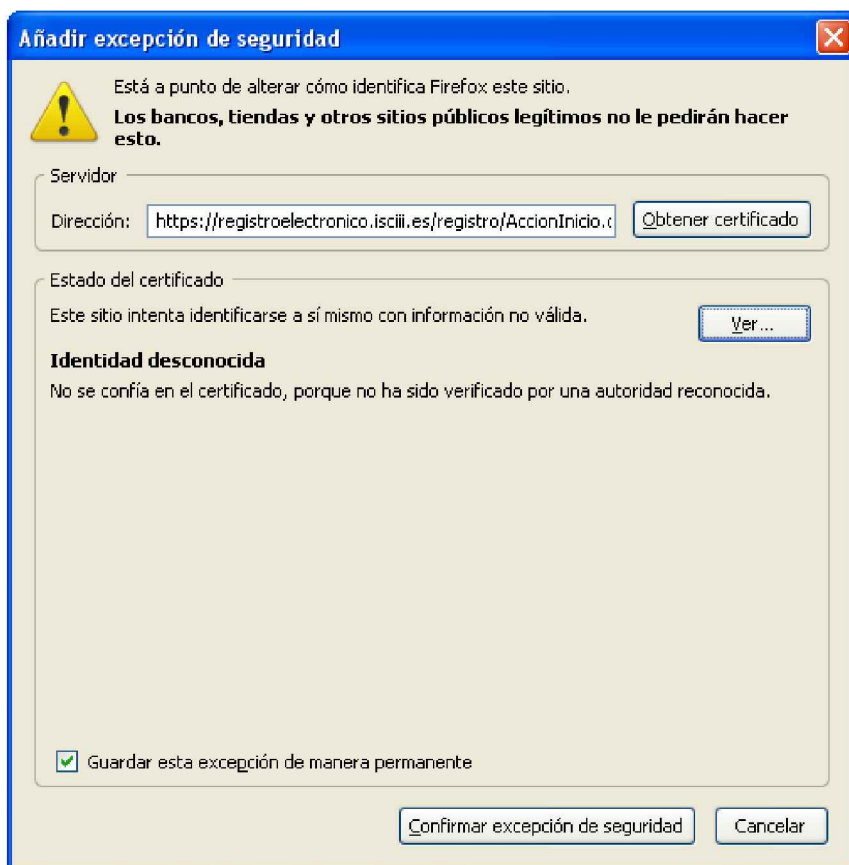 Añadir excepción de seguridad
Está a punto de alterar cómo identifica Firefox este sitio.
Los bancos, tiendas y otros sitios públicos legítimos no le pedirán hacer
esto.
Servidor
Dirección: https://registroelectronico.isciii.es/registro/AccionInicio.c Obtener certificado
Estado del certificado
Este sitio intenta identificarse a sí mismo con información no válida. Ver...
Identidad desconocida
No se confía en el certificado, porque no ha sido verificado por una autoridad reconocida.
Guardar esta excepción de manera permanente
Confirmar excepción de seguridad Cancelar